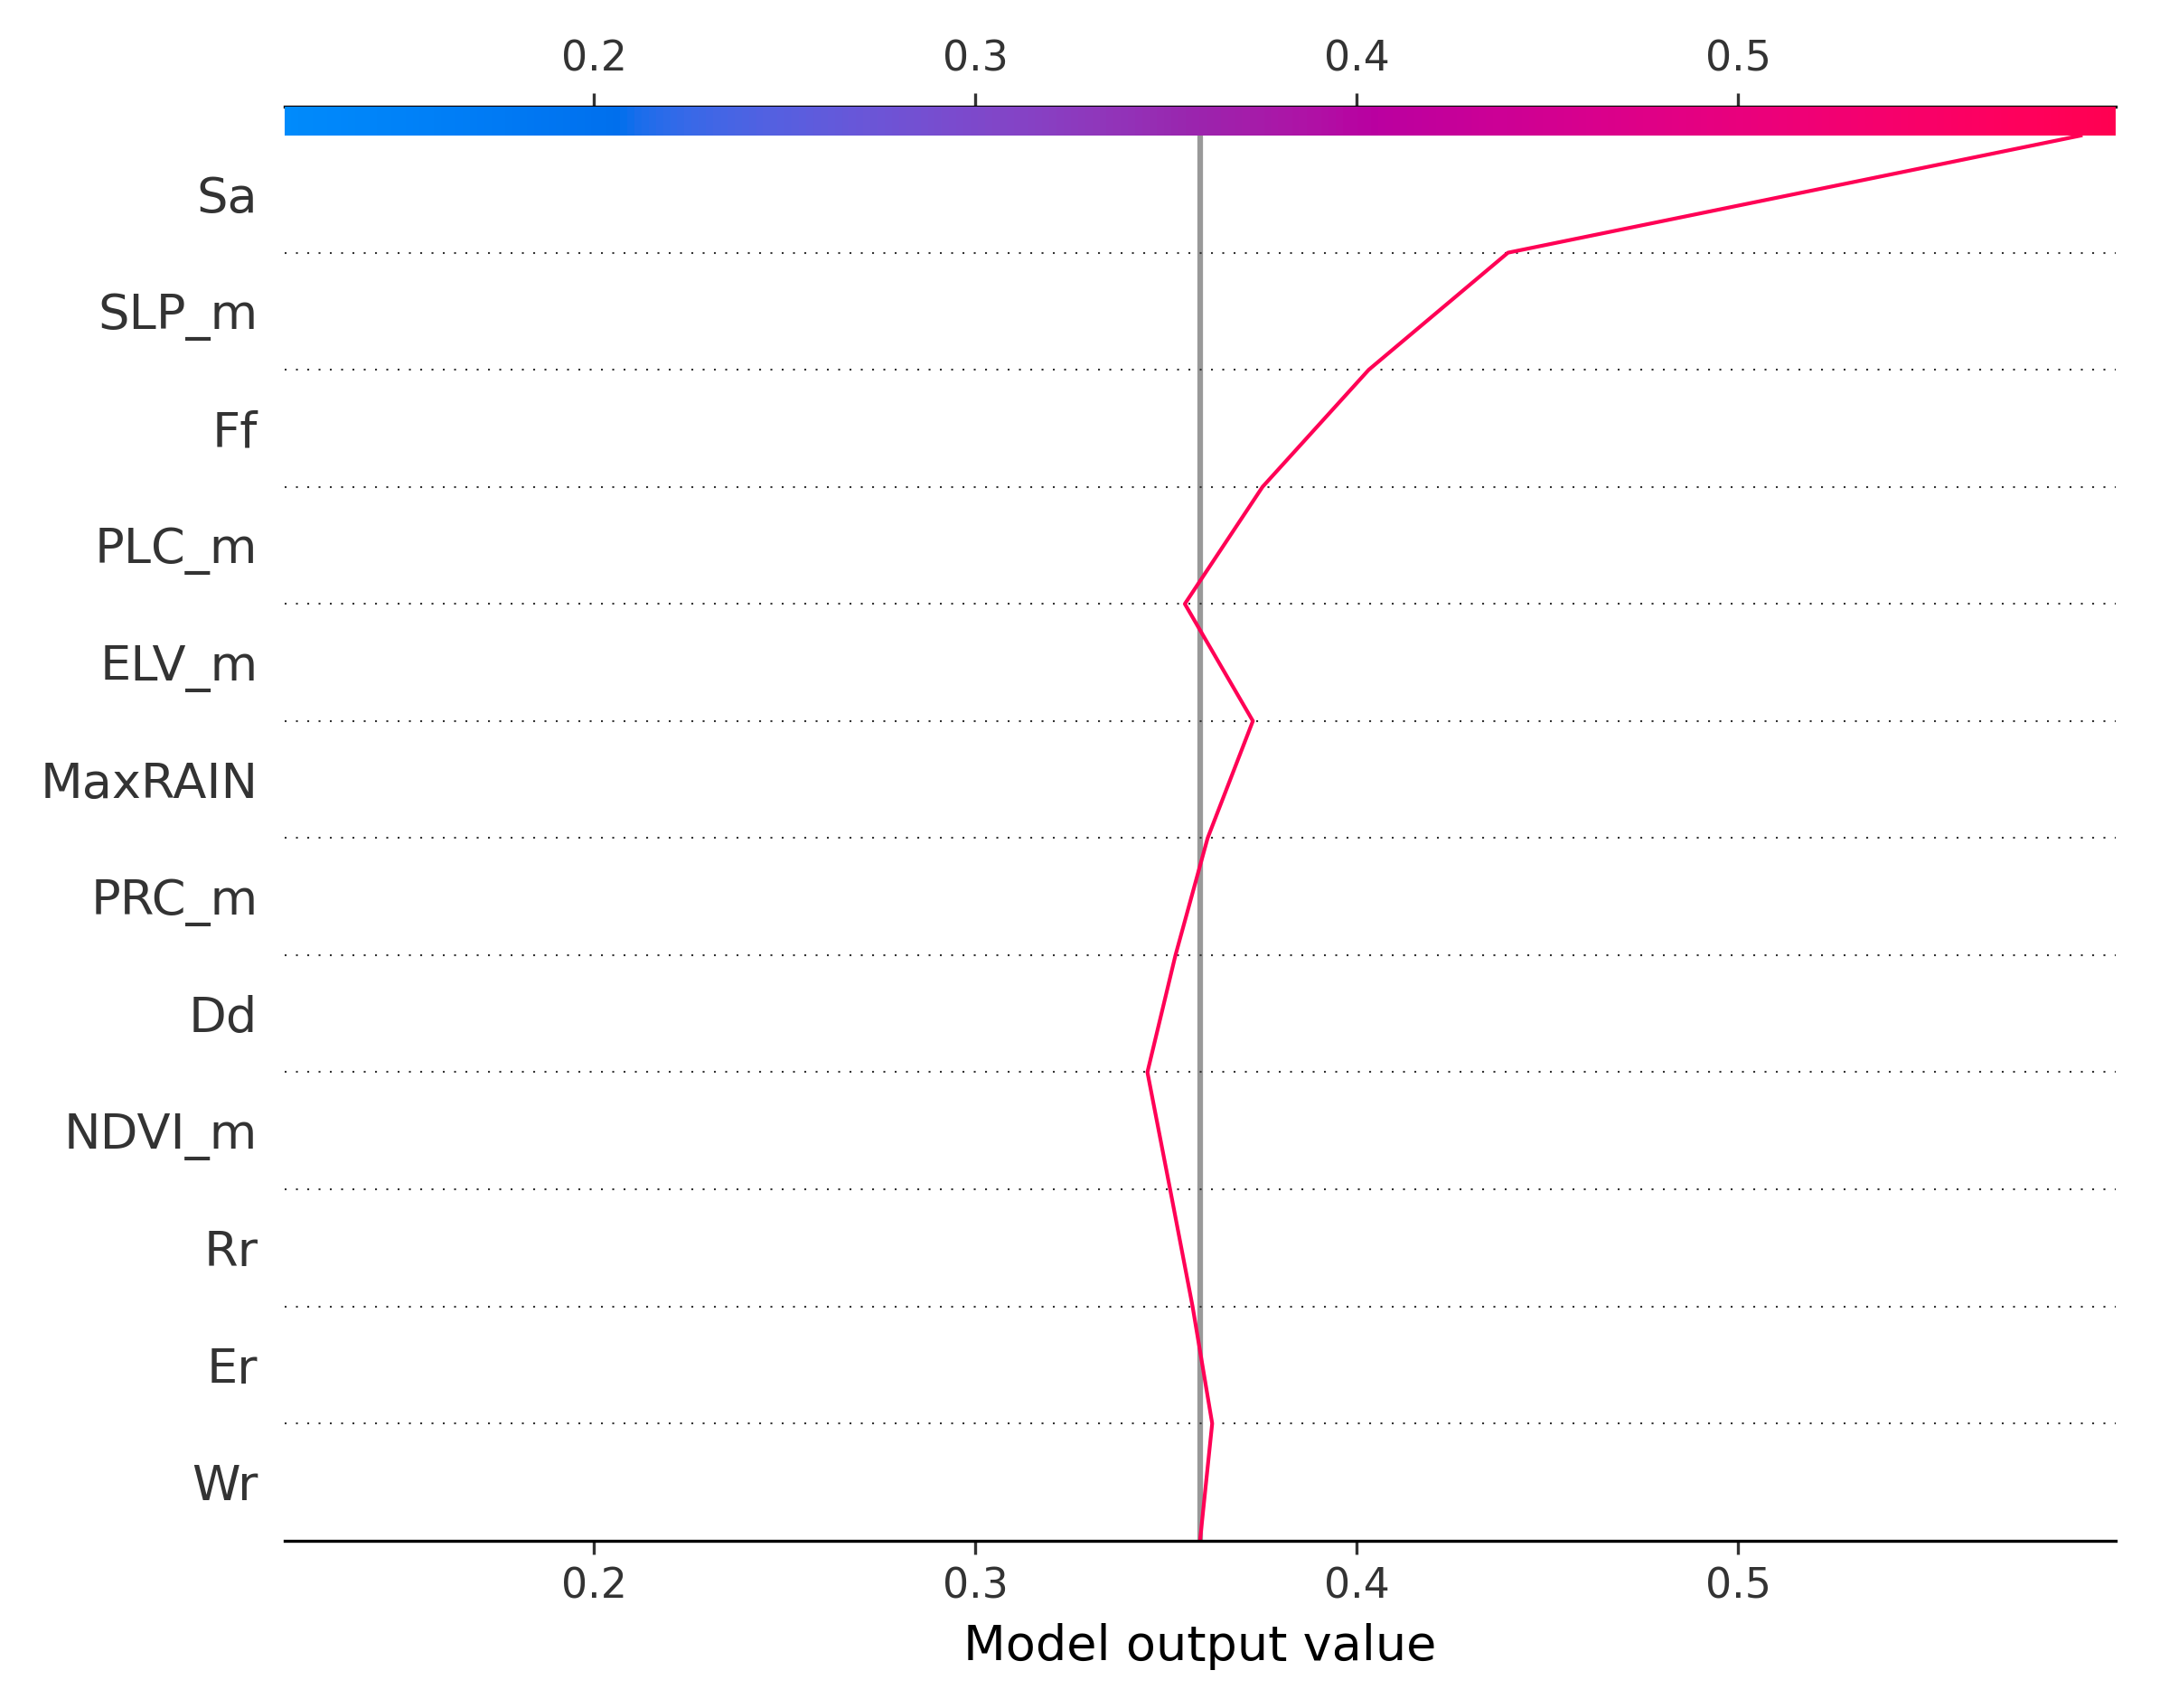 0.2 0.3 0.4 0.5
Sa
SLP_m
Ff
PLC_m
ELV_m
MaxRAIN
PRC_m
Dd
NDVI_m
Rr
Er
Wr
0.2 0.3 0.4 0.5
Model output value